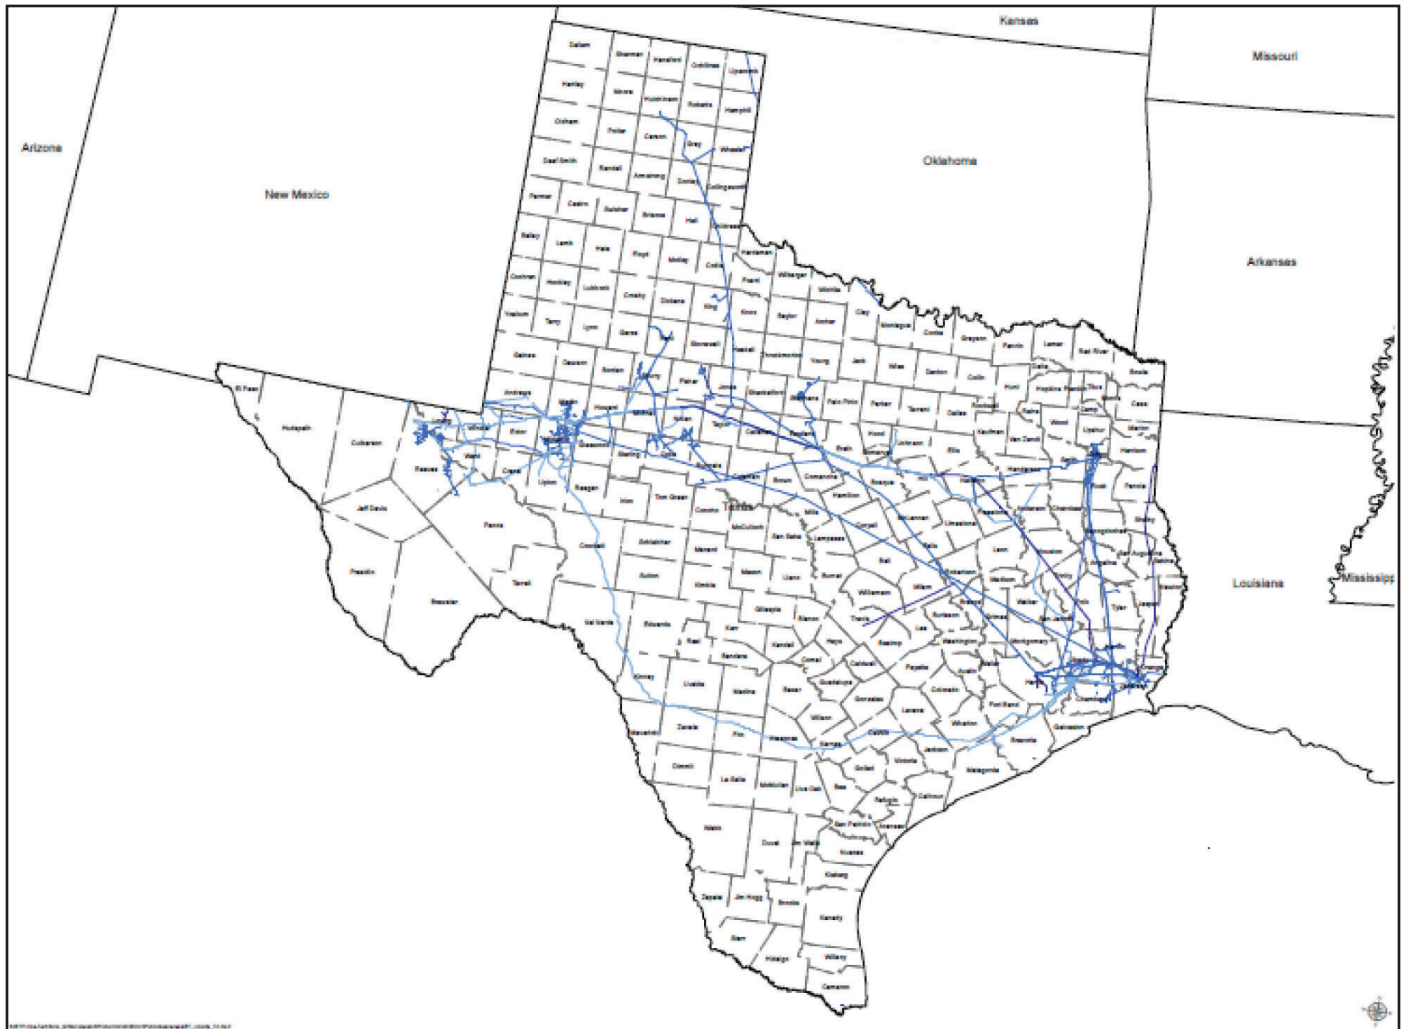 Kansas
Missouri
Arizona
New Mexico
Oklahoma
Arkansas
Louisiana
Mississipp
Dallam
Sherman
Hansford
Ochiltree
Lipscomb
Hartley
Moore
Hutchinson
Roberts
Hemphill
Oldham
Potter
Carson
Gray
Wheeler
Deaf Smith
Randall
Armstrong
Donley
Collingsworth
Parmer
Castro
Swisher
Briscoe
Hall
Childress
Bailey
Lamb
Hale
Floyd
Motley
Cottle
Hardeman
Foard
Wilbarger
Wichita
Cochran
Hockley
Lubbock
Crosby
Dickens
King
Knox
Baylor
Archer
Clay
Montague
Cooke
Grayson
Fannin
Lamar
Red River
Bowie
Yoakum
Terry
Lynn
Garza
Kent
Stonewall
Haskell
Throckmorton
Young
Jack
Wise
Denton
Collin
Hunt
Delta
Hopkins
Franklin
Titus
Morris
Cass
Gaines
Dawson
Borden
Scurry
Fisher
Jones
Shackelford
Stephens
Palo Pinto
Parker
Tarrant
Dallas
Rockwall
Kaufman
Rains
Wood
Camp
Upshur
Marion
Andrews
Martin
Howard
Mitchell
Nolan
Taylor
Callahan
Eastland
Erath
Hood
Somervell
Johnson
Ellis
Van Zandt
Smith
Harrison
El Paso
Hudspeth
Culberson
Loving
Winkler
Ector
Midland
Glasscock
Sterling
Coke
Runnels
Coleman
Brown
Comanche
Bosque
Hill
Navarro
Henderson
Rusk
Panola
Reeves
Ward
Crane
Upton
Reagan
Irion
Tom Green
Concho
Texas
McCulloch
Mills
Hamilton
Coryell
McLennan
Limestone
Freestone
Anderson
Cherokee
Nacogdoches
Shelby
Jeff Davis
Pecos
Crockett
Schleicher
Menard
San Saba
Lampasas
Bell
Falls
Robertson
Leon
Houston
Angelina
San Augustine
Sabine
Presidio
Brewster
Terrell
Sutton
Kimble
Mason
Llano
Burnet
Williamson
Milam
Brazos
Madison
Walker
Trinity
Polk
Tyler
Jasper
Newton
Val Verde
Edwards
Real
Kerr
Gillespie
Blanco
Travis
Bastrop
Lee
Burleson
Washington
Grimes
Montgomery
San Jacinto
Hardin
Orange
Kinney
Uvalde
Bandera
Medina
Kendall
Comal
Hays
Caldwell
Fayette
Austin
Waller
Harris
Jefferson
Chambers
Bexar
Guadalupe
Gonzales
Lavaca
Colorado
Fort Bend
Galveston
Brazoria
Wharton
Maverick
Zavala
Frio
Atascosa
Wilson
Karnes
DeWitt
Jackson
Victoria
Matagorda
Dimmit
La Salle
McMullen
Live Oak
Bee
Goliad
Refugio
Calhoun
Aransas
San Patricio
Webb
Duval
Jim Wells
Nueces
Kleberg
Zapata
Jim Hogg
Brooks
Kenedy
Starr
Hidalgo
Willacy
Cameron